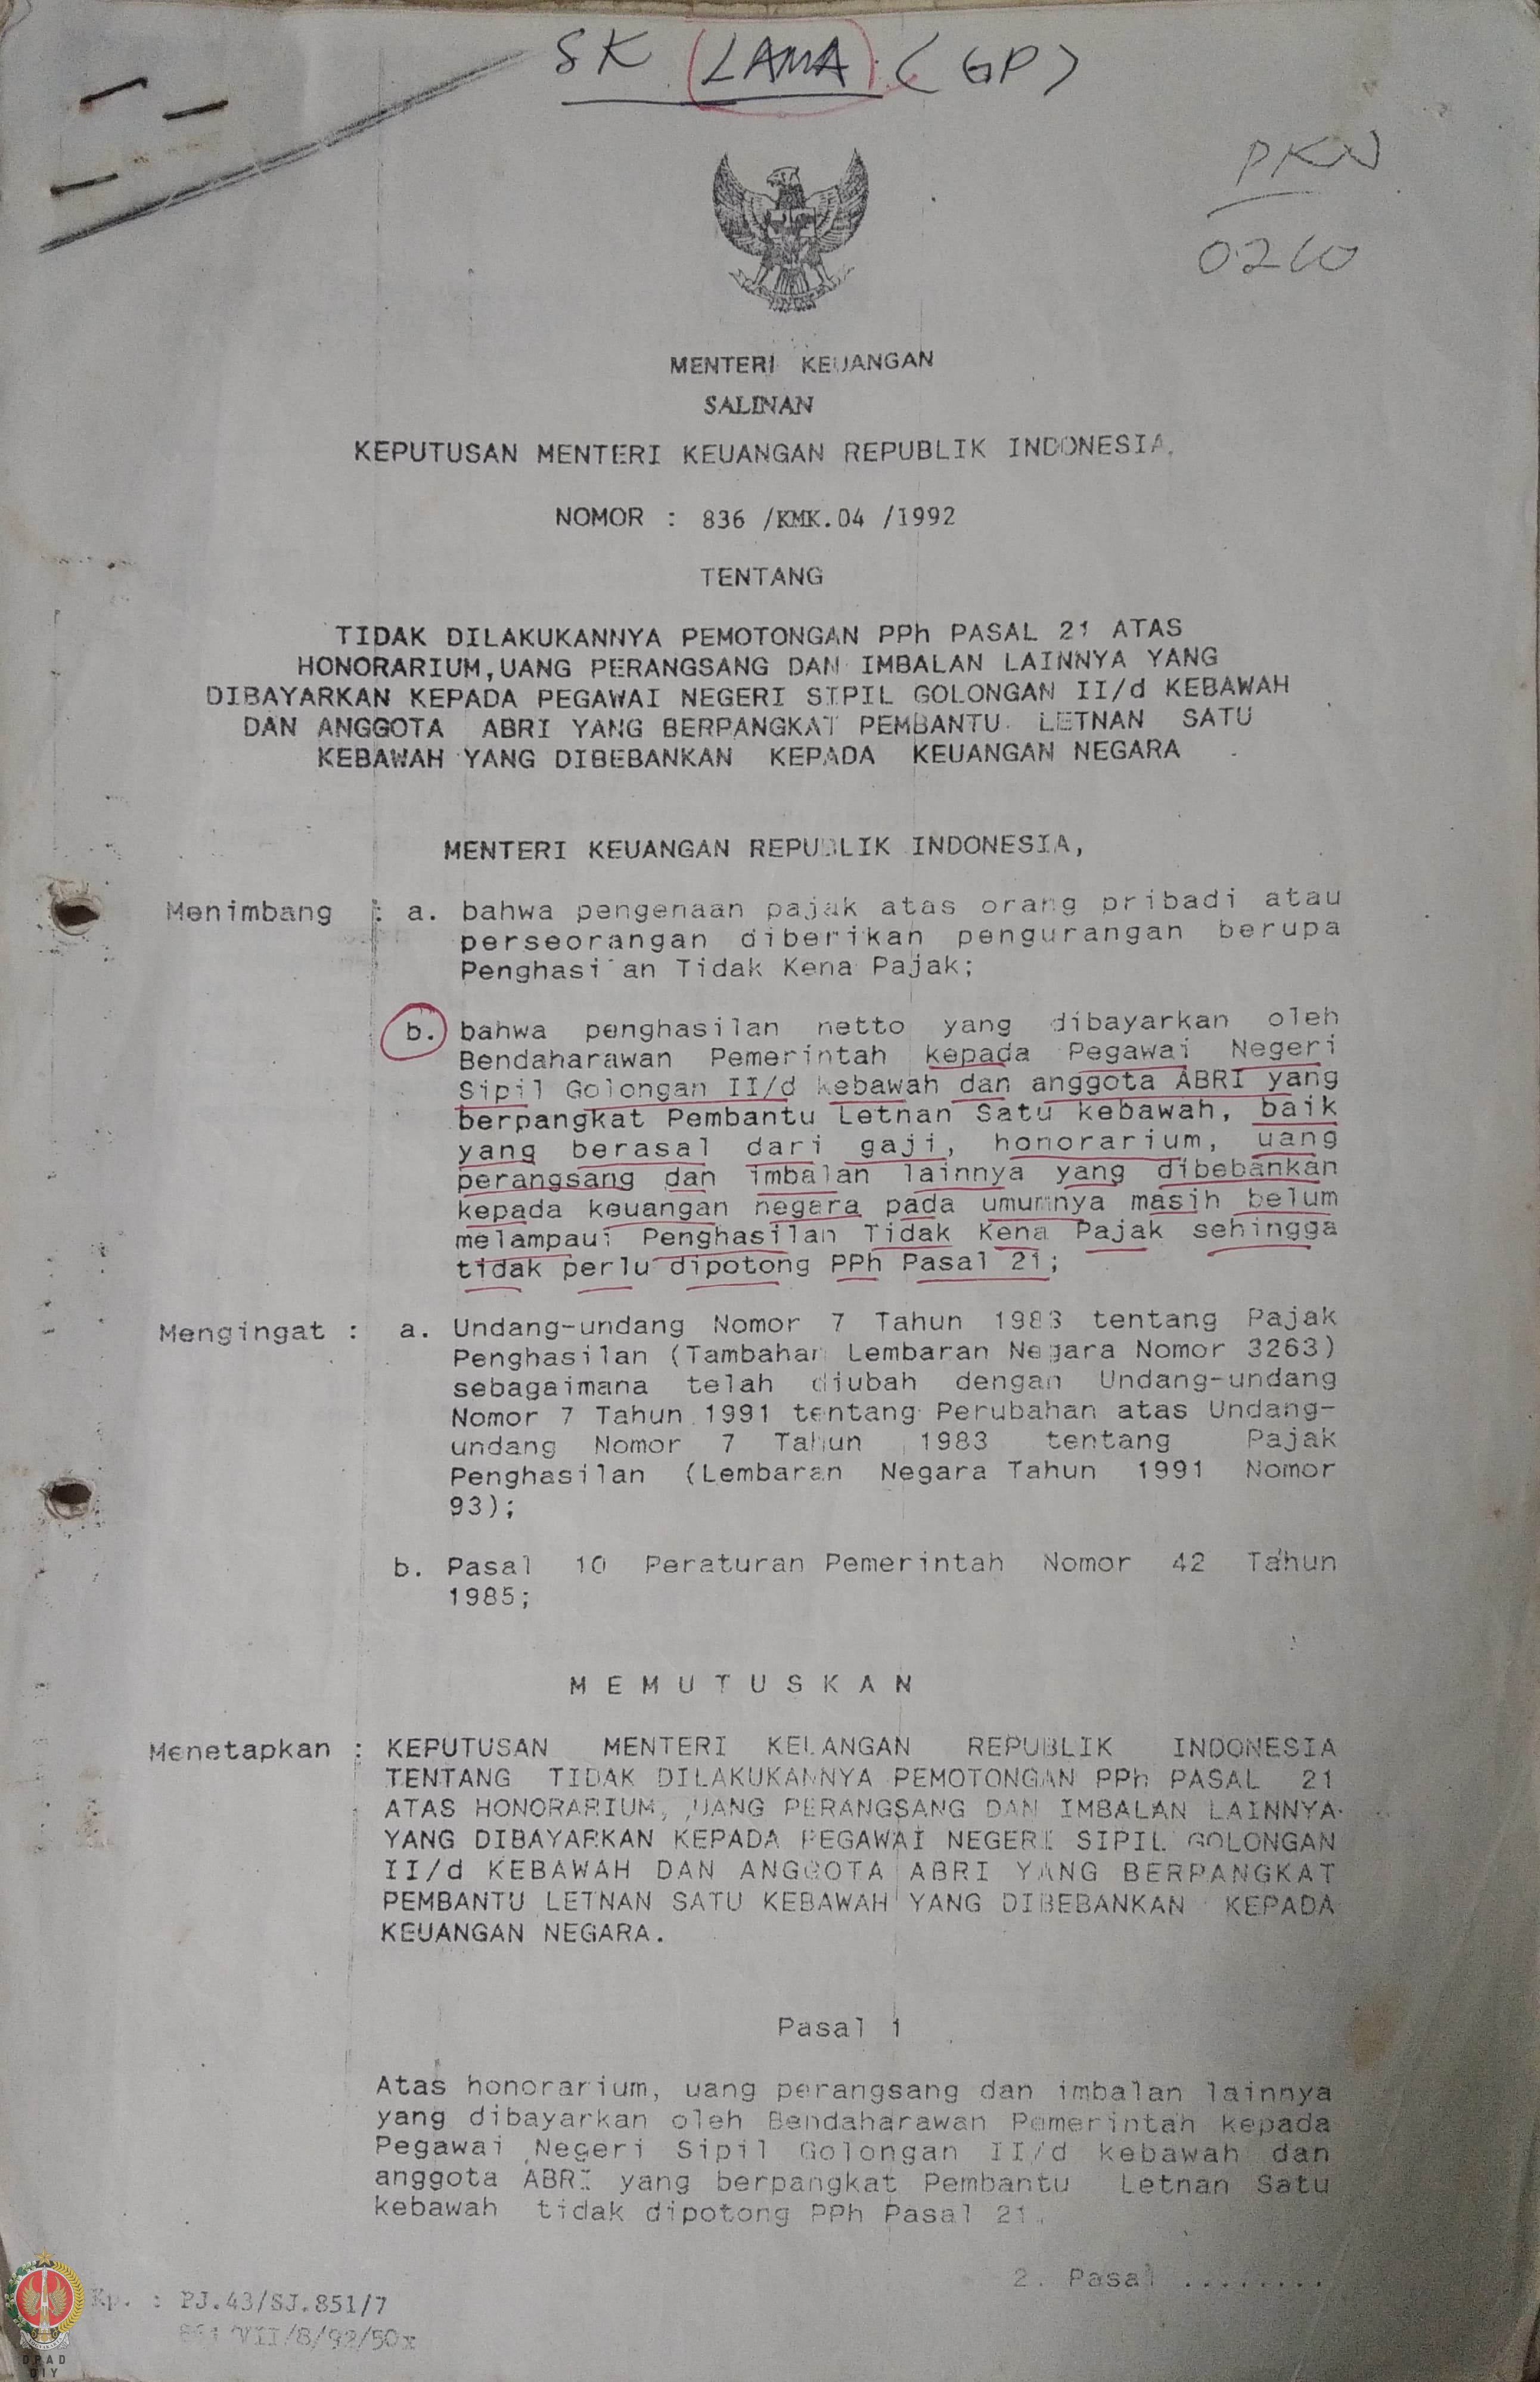 SK LAMA (GP)
PKN
0210
MENTERI KEUANGAN
SALINAN
KEPUTUSAN MENTERI KEUANGAN REPUBLIK INDONESIA,
NOMOR : 836 /KMK.04 /1992
TENTANG
TIDAK DILAKUKANNYA PEMOTONGAN PPh PASAL 21 ATAS
HONORARIUM,UANG PERANGSANG DAN IMBALAN LAINNYA YANG
DIBAYARKAN KEPADA PEGAWAI NEGERI SIPIL GOLONGAN II/d KEBAWAH
DAN ANGGOTA ABRI YANG BERPANGKAT PEMBANTU LETNAN SATU
KEBAWAH YANG DIBEBANKAN KEPADA KEUANGAN NEGARA
MENTERI KEUANGAN REPUBLIK INDONESIA,
Menimbang : a. bahwa pengenaan pajak atas orang pribadi atau
perseorangan diberikan pengurangan berupa
Penghasilan Tidak Kena Pajak;
b. bahwa penghasilan netto yang dibayarkan oleh
Bendaharawan Pemerintah kepada Pegawai Negeri
Sipil Golongan II/d kebawah dan anggota ABRI yang
berpangkat Pembantu Letnan Satu kebawah, baik
yang berasal dari gaji, honorarium, uang
perangsang dan imbalan lainnya yang dibebankan
kepada keuangan negara pada umumnya masih belum
melampaui Penghasilan Tidak Kena Pajak sehingga
tidak perlu dipotong PPh Pasal 21;
Mengingat : a. Undang-undang Nomor 7 Tahun 1983 tentang Pajak
Penghasilan (Tambahan Lembaran Negara Nomor 3263)
sebagaimana telah diubah dengan Undang-undang
Nomor 7 Tahun 1991 tentang Perubahan atas Undang-
undang Nomor 7 Tahun 1983 tentang Pajak
Penghasilan (Lembaran Negara Tahun 1991 Nomor
93);
b. Pasal 10 Peraturan Pemerintah Nomor 42 Tahun
1985;
M E M U T U S K A N
Menetapkan : KEPUTUSAN MENTERI KEUANGAN REPUBLIK INDONESIA
TENTANG TIDAK DILAKUKANNYA PEMOTONGAN PPh PASAL 21
ATAS HONORARIUM, UANG PERANGSANG DAN IMBALAN LAINNYA
YANG DIBAYARKAN KEPADA PEGAWAI NEGERI SIPIL GOLONGAN
II/d KEBAWAH DAN ANGGOTA ABRI YANG BERPANGKAT
PEMBANTU LETNAN SATU KEBAWAH YANG DIBEBANKAN KEPADA
KEUANGAN NEGARA.
Pasal 1
Atas honorarium, uang perangsang dan imbalan lainnya
yang dibayarkan oleh Bendaharawan Pemerintah kepada
Pegawai Negeri Sipil Golongan II/d kebawah dan
anggota ABRI yang berpangkat Pembantu Letnan Satu
kebawah tidak dipotong PPh Pasal 21.
2. Pasal ........
Kp. : PJ.43/SJ.851/7
VII/8/92/50x
DPAD
DIY